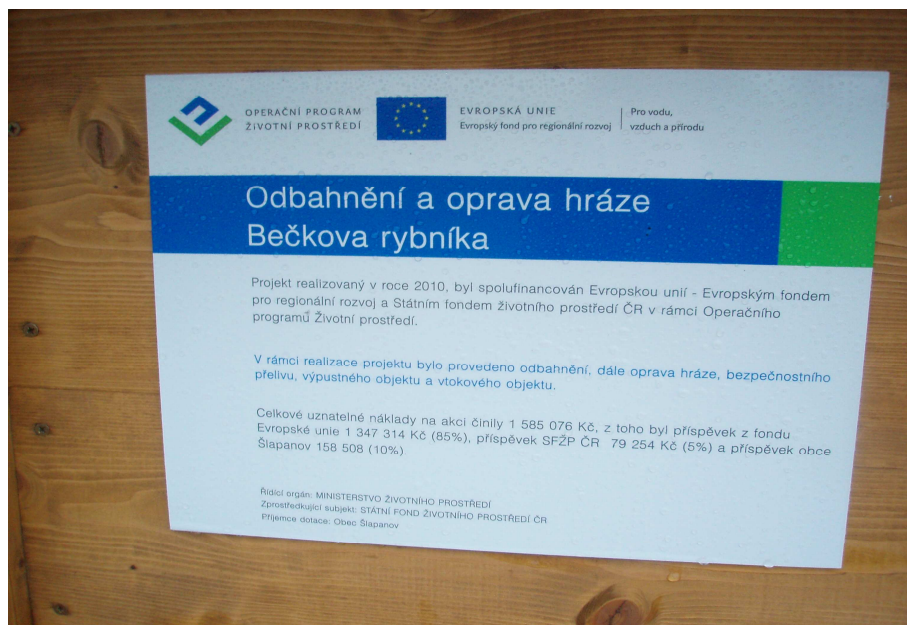 OPERAČNÍ PROGRAM
ŽIVOTNÍ PROSTŘEDÍ
EVROPSKÁ UNIE
Evropský fond pro regionální rozvoj
Pro vodu,
vzduch a přírodu
Odbahnění a oprava hráze
Bečkova rybníka
Projekt realizovaný v roce 2010, byl spolufinancován Evropskou unií - Evropským fondem
pro regionální rozvoj a Státním fondem životního prostředí ČR v rámci Operačního
programů Životní prostředí.
V rámci realizace projektu bylo provedeno odbahnění, dále oprava hráze, bezpečnostního
přelivu, výpustného objektu a vtokového objektu.
Celkové uznatelné náklady na akci činily 1 585 076 Kč, z toho byl příspěvek z fondu
Evropské unie 1 347 314 Kč (85%), příspěvek SFŽP ČR 79 254 Kč (5%) a příspěvek obce
Šlapanov 158 508 (10%)
Řídící orgán: MINISTERSTVO ŽIVOTNÍHO PROSTŘEDÍ
Zprostředkující subjekt: STÁTNÍ FOND ŽIVOTNÍHO PROSTŘEDÍ ČR
Příjemce dotace: Obec Šlapanov